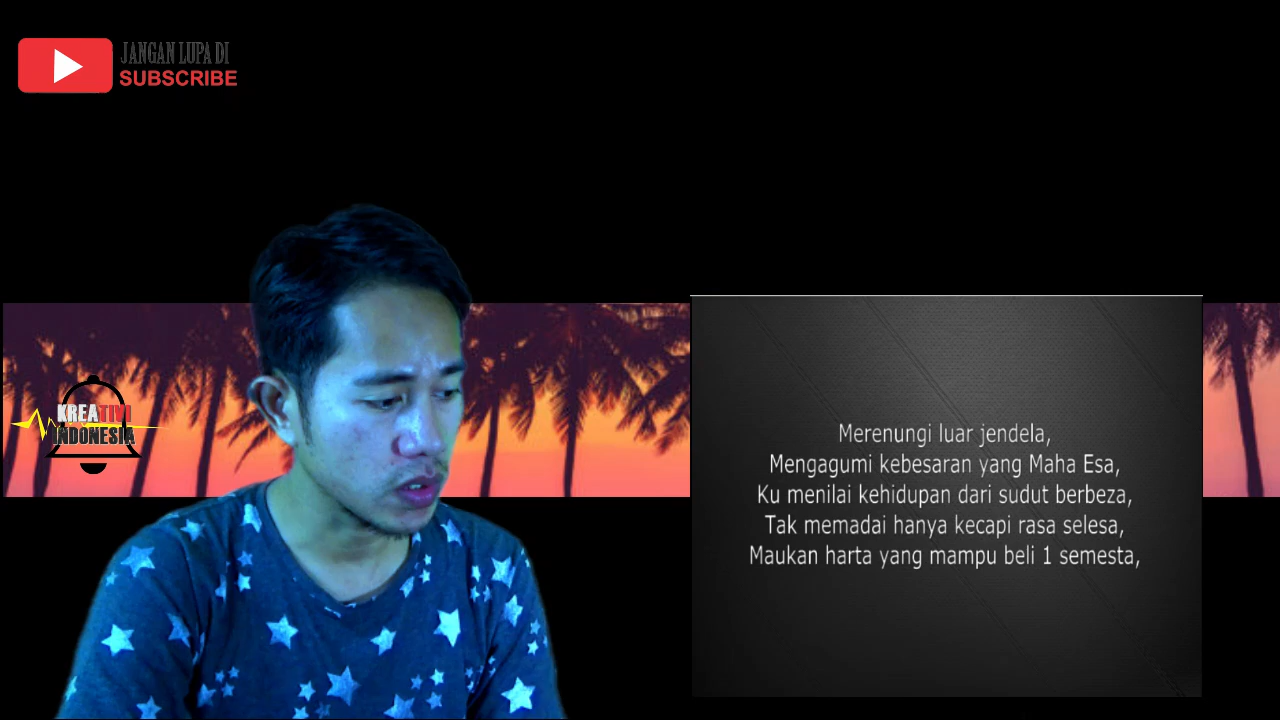 JANGAN LUPA DI
SUBSCRIBE
KREATIVI
INDONESIA
Merenungi luar jendela,
Mengagumi kebesaran yang Maha Esa,
Ku menilai kehidupan dari sudut berbeza,
Tak memadai hanya kecapi rasa selesa,
Maukan harta yang mampu beli 1 semesta,